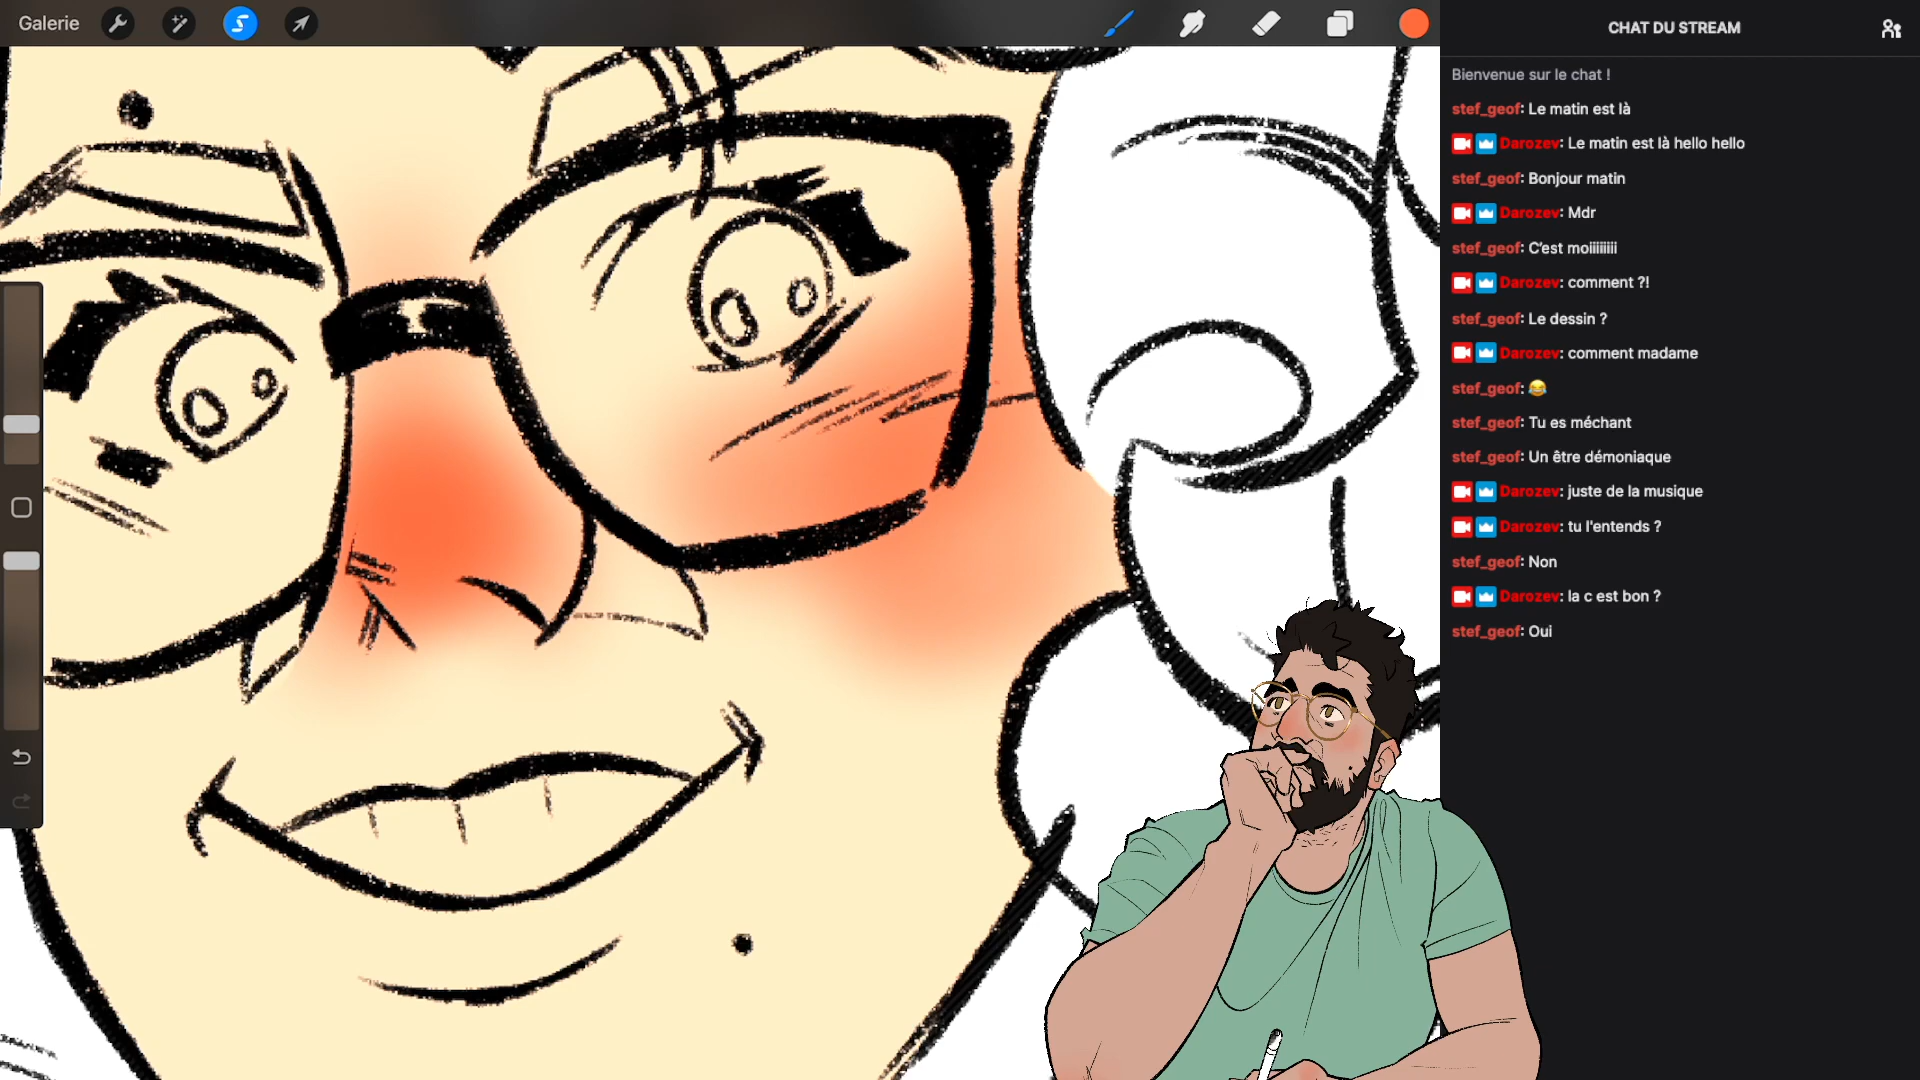 Galerie
CHAT DU STREAM
Bienvenue sur le chat !
stef_geof: Le matin est là
Darozev: Le matin est là hello hello
stef_geof: Bonjour matin
Darozev: Mdr
stef_geof: C'est moiiiiiiiii
Darozev: comment ?!
stef_geof: Le dessin ?
Darozev: comment madame
stef_geof: 😂
stef_geof: Tu es méchant
stef_geof: Un être démoniaque
Darozev: juste de la musique
Darozev: tu l'entends ?
stef_geof: Non
Darozev: la c est bon ?
stef_geof: Oui